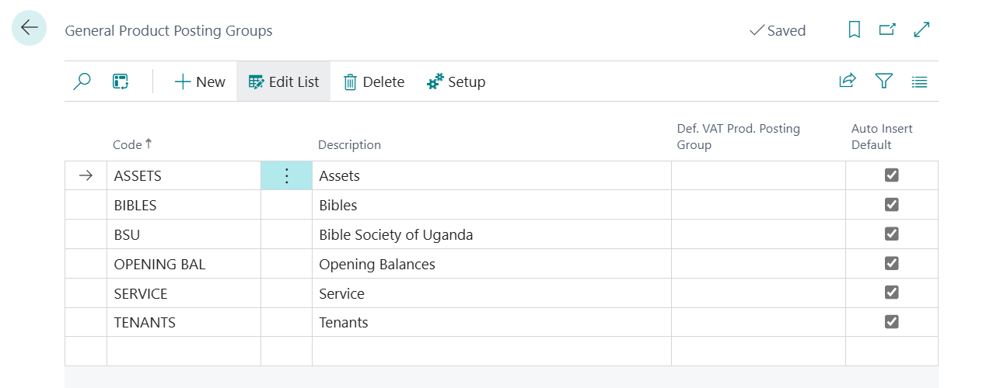 General Product Posting Groups
Saved
New
Edit List
Delete
Setup
Code
Description
Def. VAT Prod. Posting
Group
Auto Insert
Default
ASSETS Assets
BIBLES Bibles
BSU Bible Society of Uganda
OPENING BAL Opening Balances
SERVICE Service
TENANTS Tenants